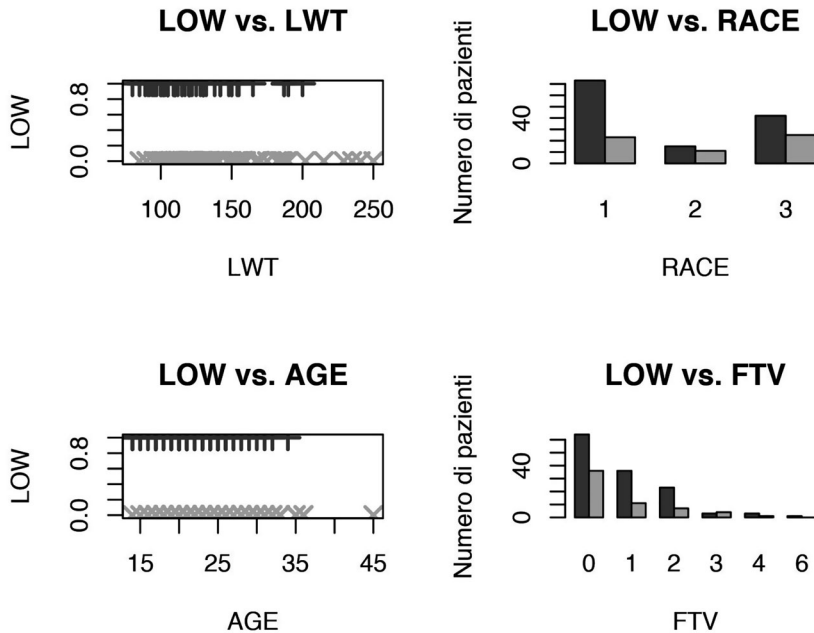 LOW vs. LWT
LOW
0.0
0.8
100 150 200 250
LWT
LOW vs. RACE
Numero di pazienti
0
40
1 2 3
RACE
LOW vs. AGE
LOW
0.0
0.8
15 25 35 45
AGE
LOW vs. FTV
Numero di pazienti
0
40
0 1 2 3 4 6
FTV